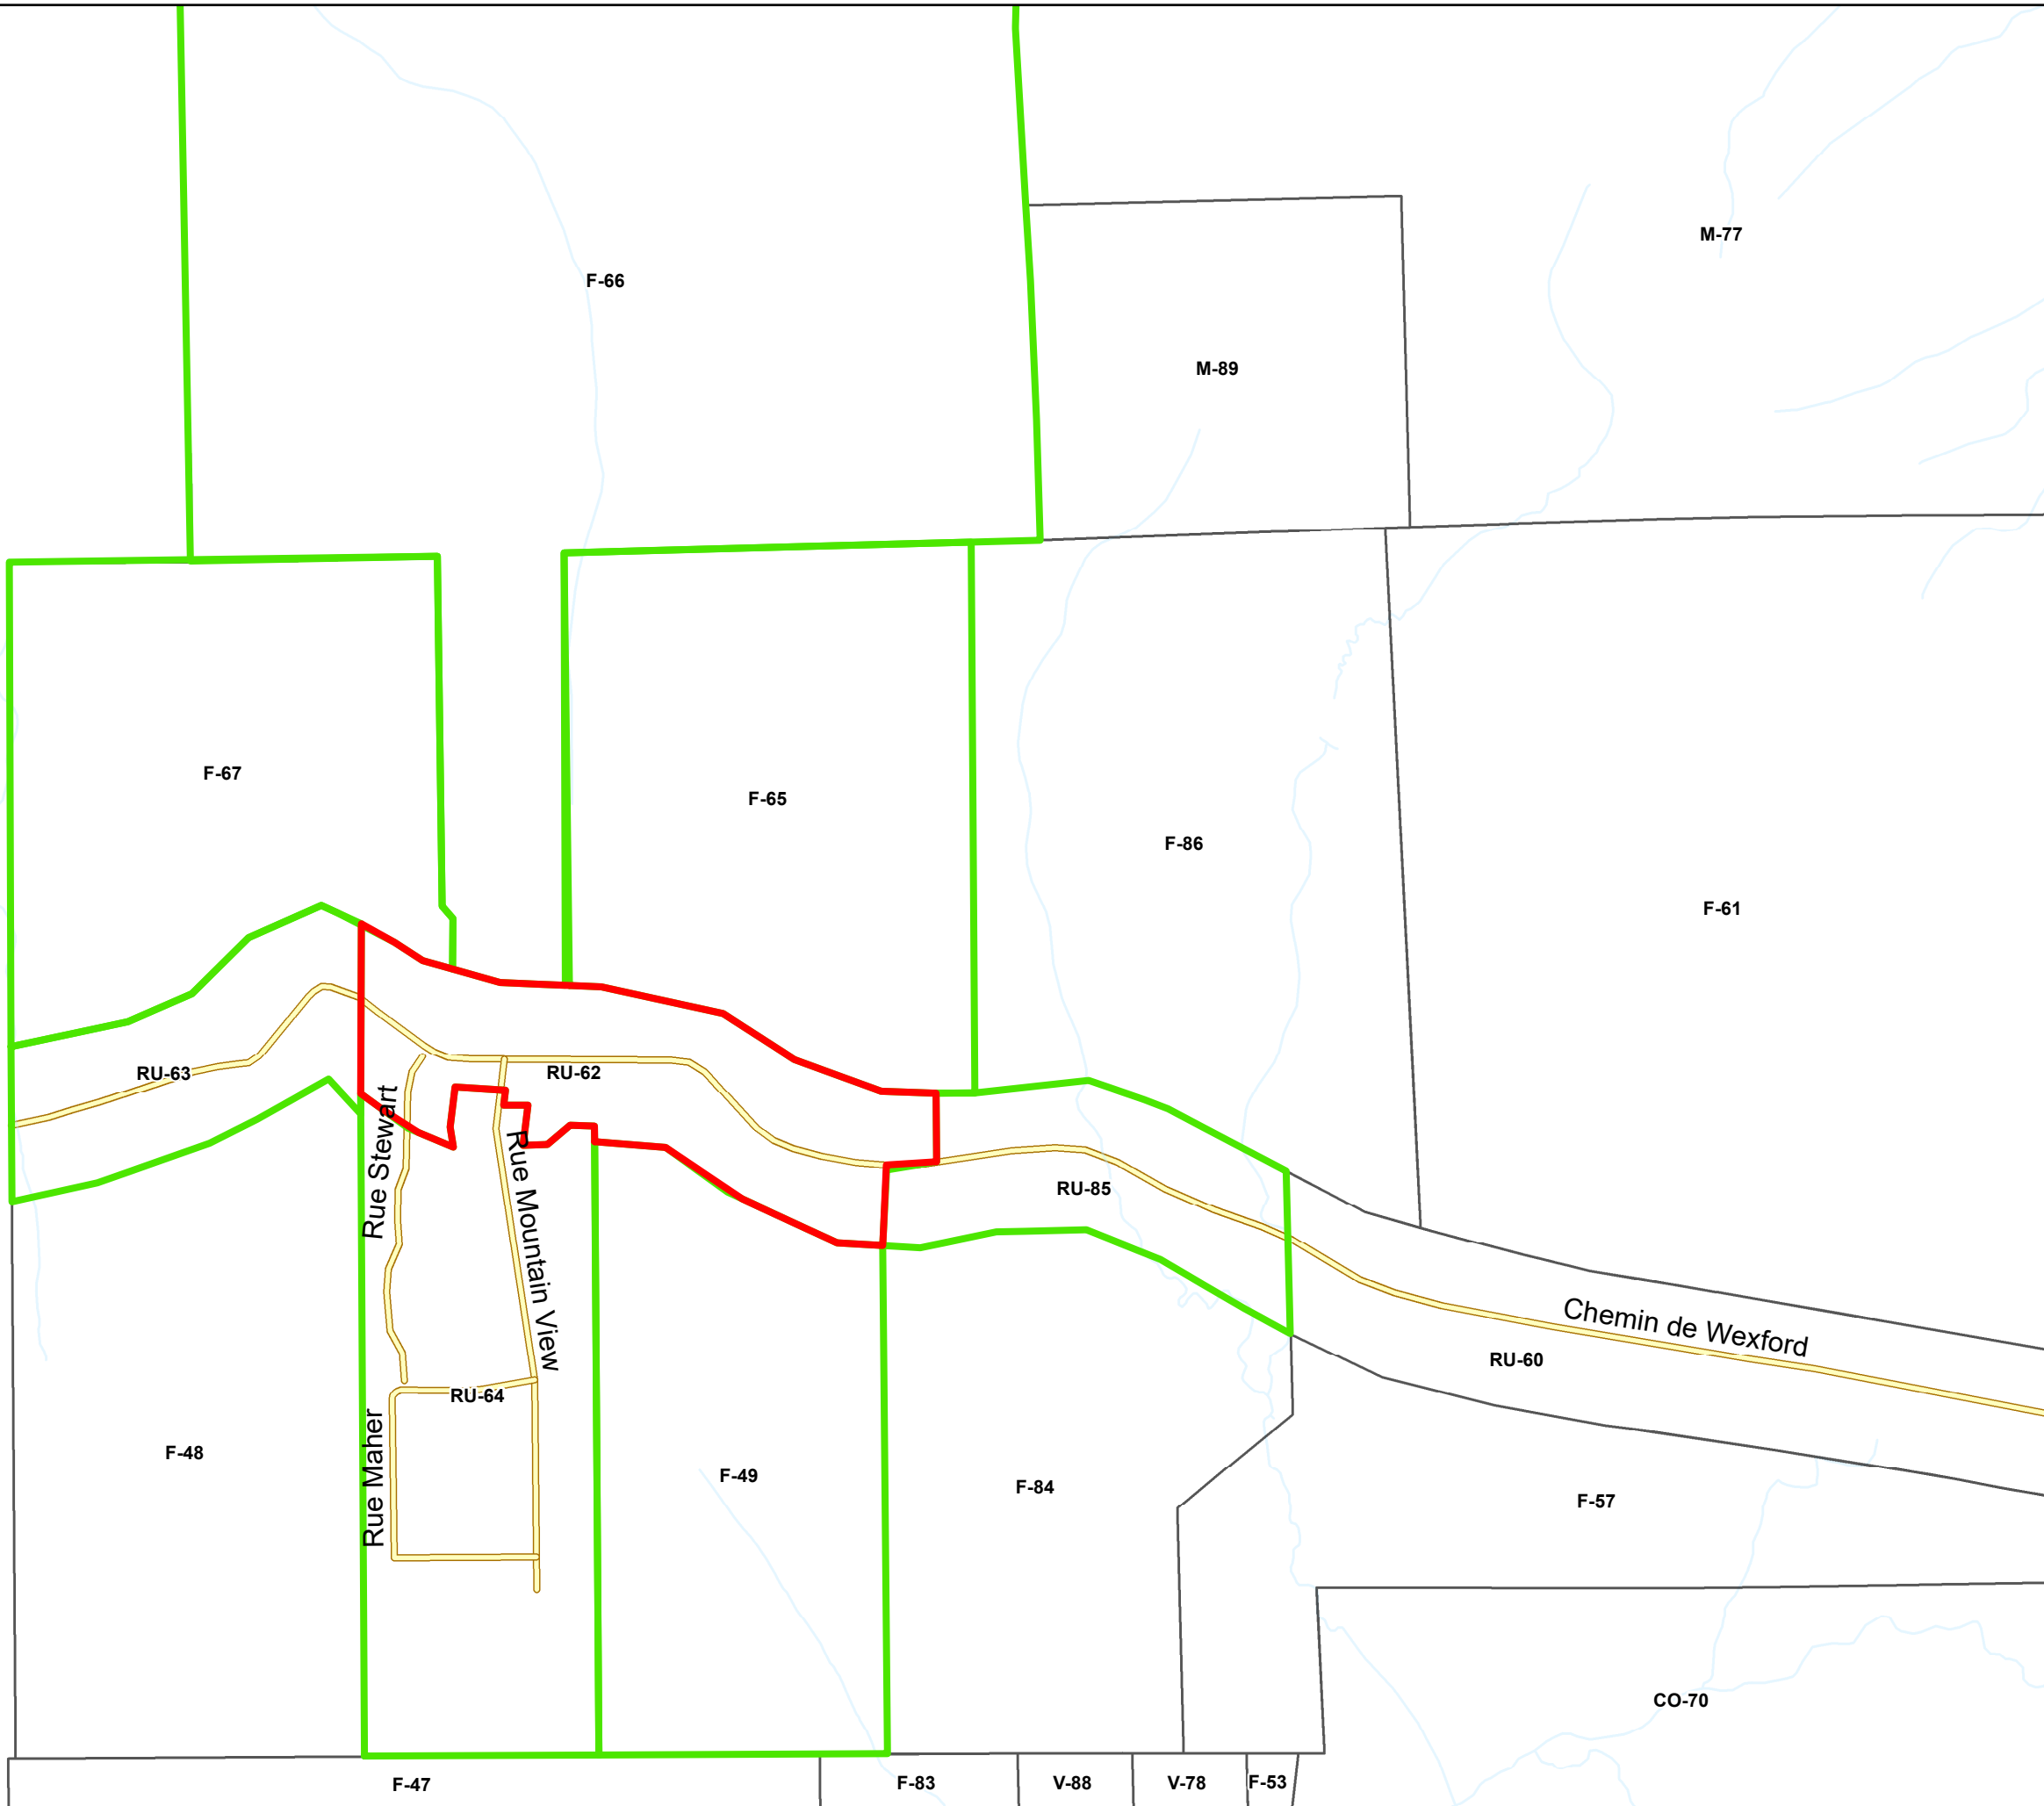 M-77
F-66
M-89
F-67
F-65
F-86
F-61
RU-63
RU-62
Rue Stewart
Rue Mountain View
RU-85
Chemin de Wexford
RU-60
RU-64
Rue Maher
F-48
F-49
F-84
F-57
CO-70
F-47
F-83
V-88
V-78
F-53